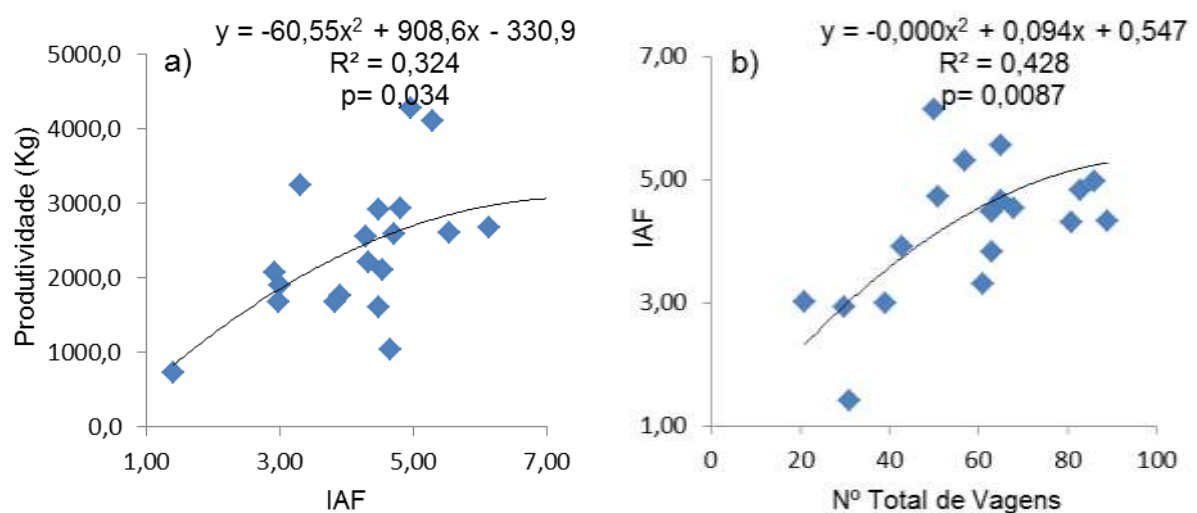 y = -60,55x² + 908,6x - 330,9
R² = 0,324
p= 0,034
a)
5000,0
4000,0
3000,0
2000,0
1000,0
0,0
Produtividade (Kg)
1,00
3,00
5,00
7,00
IAF
y = -0,000x² + 0,094x + 0,547
R² = 0,428
p= 0,0087
b)
7,00
5,00
3,00
1,00
IAF
0
20
40
60
80
100
Nº Total de Vagens